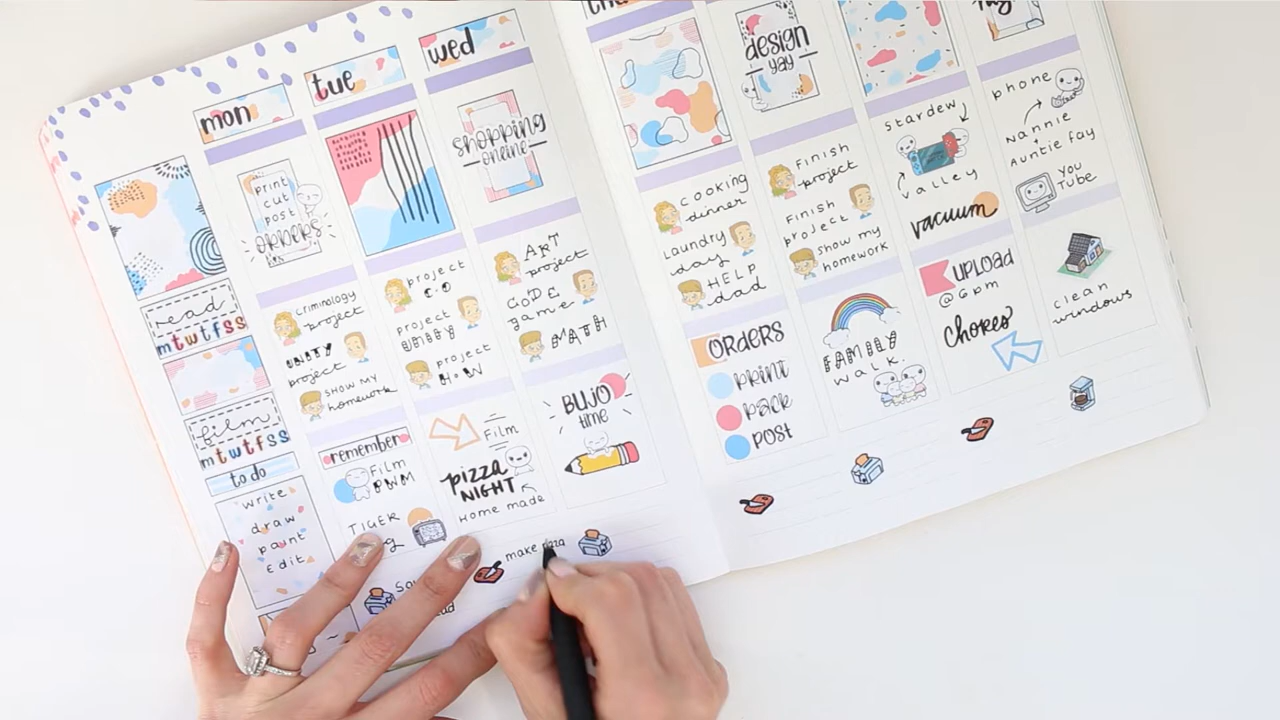 mon
tue
wed
design
yay
print
cut
post
orders
shopping
online
stardew
valley
vacuum
phone
Nannie
+
Auntie fay
You
Tube
read
mtwtfss
film
mtwtfss
to do
write
draw
paint
Edit
criminology
project
UNITY
project
SHOW MY
homework
project
project
UNITY
project
ART
project
CODE
game
MATH
cooking
dinner
laundry
day
HELP
dad
Finish
project
Finish
project
show my
homework
UPLOAD
@6pm
chores
clean
windows
remember
Film
BWM
TIGER
Film
pizza
NIGHT
Home made
BUJO
time
ORDERS
print
pack
post
FAMILY
walk.
make pizza